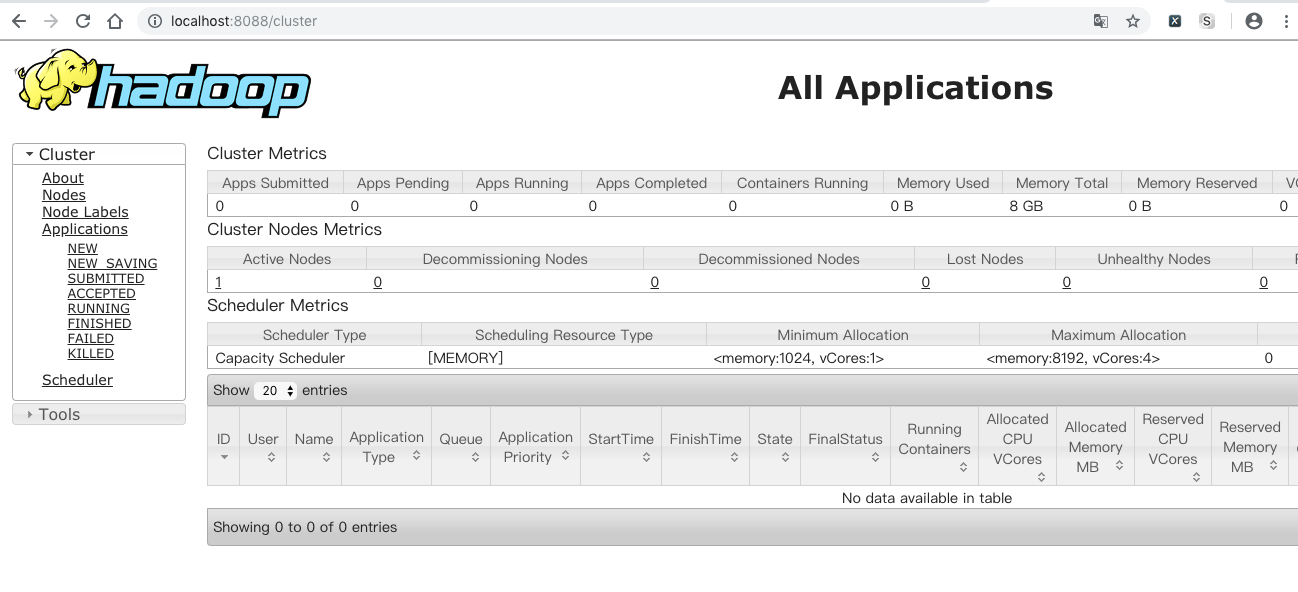 localhost:8088/cluster
S
hadoop
All Applications
Cluster
About
Nodes
Node Labels
Applications
NEW
NEW_SAVING
SUBMITTED
ACCEPTED
RUNNING
FINISHED
FAILED
KILLED
Scheduler
Tools
Cluster Metrics
Apps Submitted Apps Pending Apps Running Apps Completed Containers Running Memory Used Memory Total Memory Reserved
0 0 0 0 0 0 B 8 GB 0 B 0
Cluster Nodes Metrics
Active Nodes Decommissioning Nodes Decommissioned Nodes Lost Nodes Unhealthy Nodes
1 0 0 0 0 0
Scheduler Metrics
Scheduler Type Scheduling Resource Type Minimum Allocation Maximum Allocation
Capacity Scheduler [MEMORY] <memory:1024, vCores:1> <memory:8192, vCores:4> 0
Show 20 entries
ID User Name Application Type Queue Application Priority StartTime FinishTime State FinalStatus Running Containers Allocated CPU VCores Allocated Memory MB Reserved CPU VCores Reserved Memory MB
No data available in table
Showing 0 to 0 of 0 entries